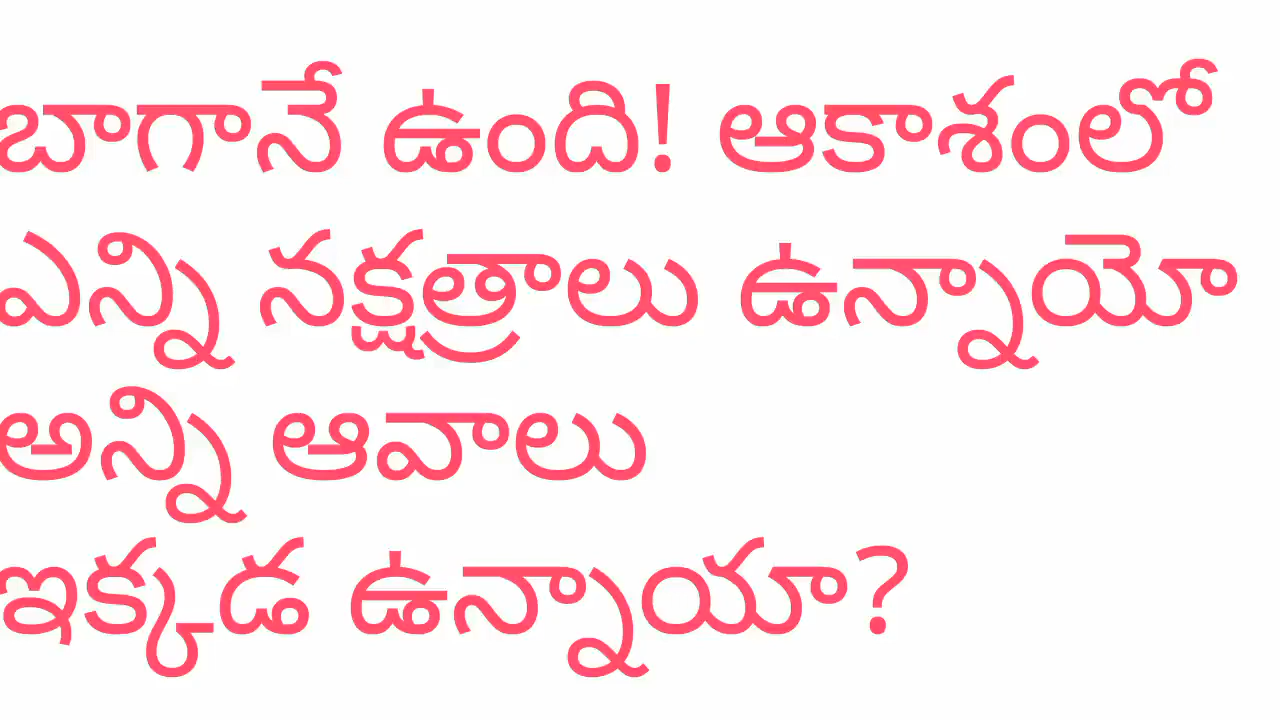 బాగానే ఉంది! ఆకాశంలో
ఎన్ని నక్షత్రాలు ఉన్నాయో
అన్ని ఆవాలు
ఇక్కడ ఉన్నాయా?